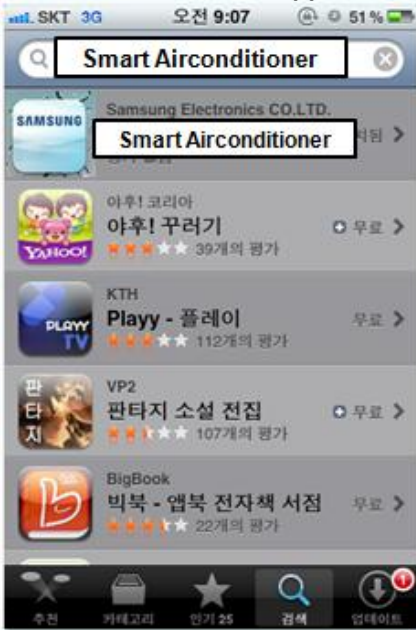 SKT 3G 오전 9:07 51%
Smart Airconditioner
SAMSUNG
Samsung Electronics CO.LTD.
Smart Airconditioner
YAHOO!
야후! 코리아
야후! 꾸러기
무료
39개의 평가
PLAYY
TV
KTH
Playy - 플레이
무료
112개의 평가
판
타
지
VP2
판타지 소설 전집
무료
107개의 평가
BigBook
빅북 - 앱북 전자책 서점
무료
22개의 평가
1
추천 카테고리 인기 25 검색 업데이트